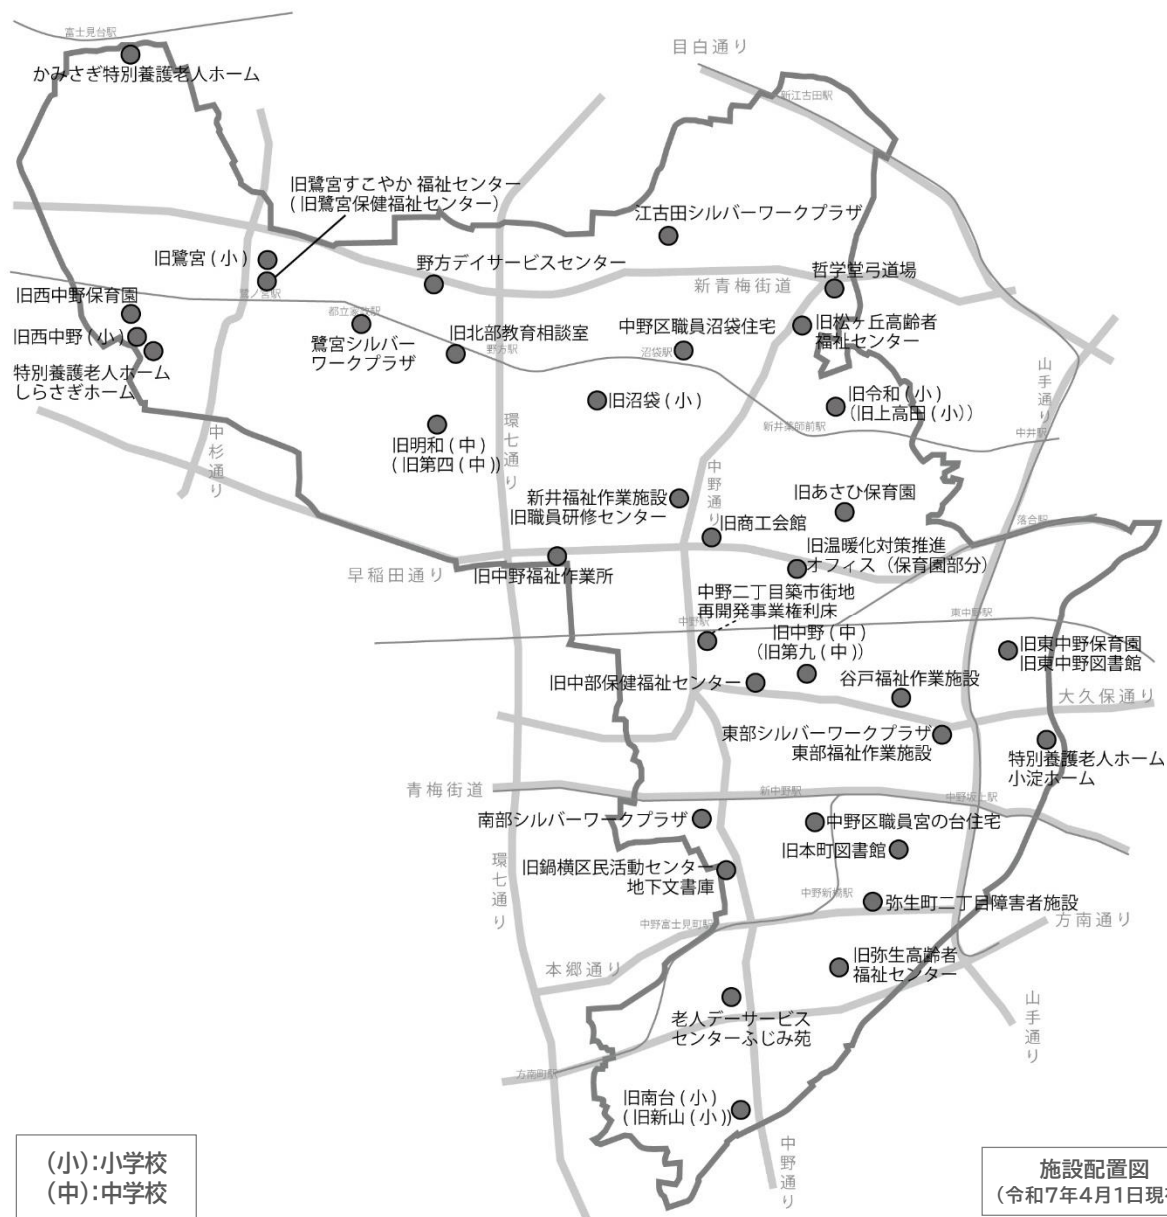 富士見台駅
かみさぎ特別養護老人ホーム
目白通り
新江古田駅
旧鷺宮すこやか 福祉センター
(旧鷺宮保健福祉センター)
江古田シルバーワークプラザ
旧鷺宮(小)
野方デイサービスセンター
哲学堂弓道場
新青梅街道
鷺ノ宮駅
旧西中野保育園
都立家政駅
旧西中野(小)
鷺宮シルバー
ワークプラザ
旧北部教育相談室
野方駅
中野区職員沼袋住宅
沼袋駅
旧松ヶ丘高齢者
福祉センター
特別養護老人ホーム
しらさぎホーム
山手通り
旧沼袋(小)
旧令和(小)
(旧上高田(小))
新井薬師前駅
中井駅
中杉通り
環七通り
旧明和(中)
(旧第四(中))
中野通り
新井福祉作業施設
旧職員研修センター
旧あさひ保育園
旧商工会館
落合駅
旧温暖化対策推進
オフィス(保育園部分)
早稲田通り
旧中野福祉作業所
中野二丁目築市街地
再開発事業権利床
中野駅
東中野駅
旧中野(中)
(旧第九(中))
旧東中野保育園
旧東中野図書館
旧中部保健福祉センター
谷戸福祉作業施設
大久保通り
東部シルバーワークプラザ
東部福祉作業施設
特別養護老人ホーム
小淀ホーム
青梅街道
新中野駅
中野坂上駅
南部シルバーワークプラザ
中野区職員宮の台住宅
旧本町図書館
環七通り
旧鍋横区民活動センター
地下文書庫
中野新橋駅
弥生町二丁目障害者施設
中野富士見町駅
方南通り
本郷通り
旧弥生高齢者
福祉センター
山手通り
老人デーサービス
センターふじみ苑
方南町駅
旧南台(小)
(旧新山(小))
中野通り
(小):小学校
(中):中学校
施設配置図
(令和7年4月1日現在